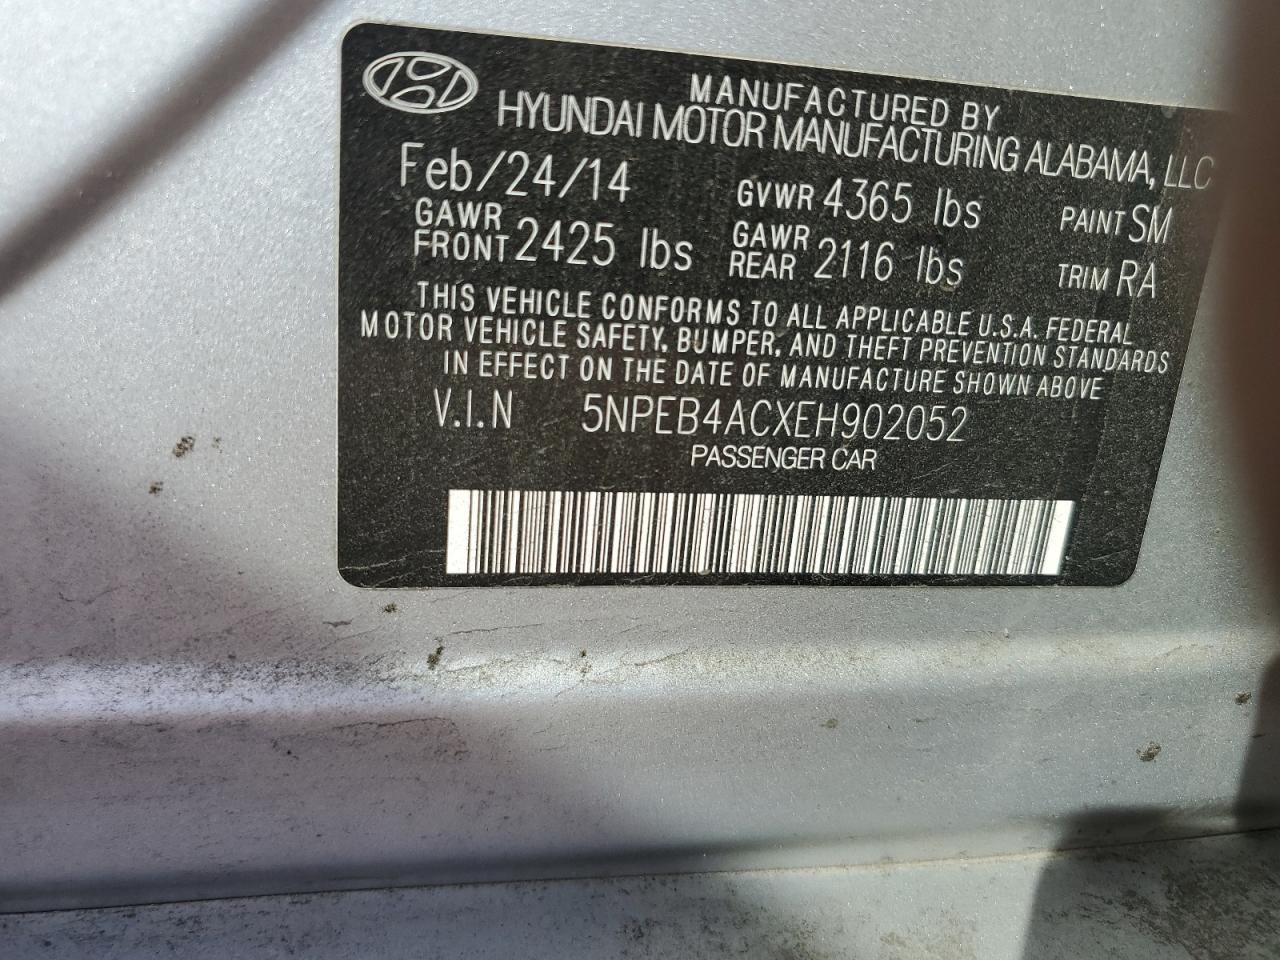 MANUFACTURED BY
HYUNDAI MOTOR MANUFACTURING ALABAMA, LLC
Feb/24/14 GVWR 4365 lbs PAINT SM
GAWR FRONT 2425 lbs GAWR REAR 2116 lbs TRIM RA
THIS VEHICLE CONFORMS TO ALL APPLICABLE U.S.A. FEDERAL
MOTOR VEHICLE SAFETY, BUMPER, AND THEFT PREVENTION STANDARDS
IN EFFECT ON THE DATE OF MANUFACTURE SHOWN ABOVE
V.I.N 5NPEB4ACXEH902052
PASSENGER CAR